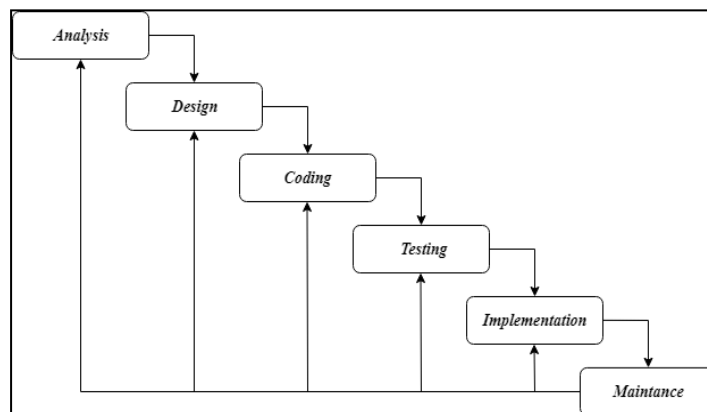 Analysis
Design
Coding
Testing
Implementation
Maintance